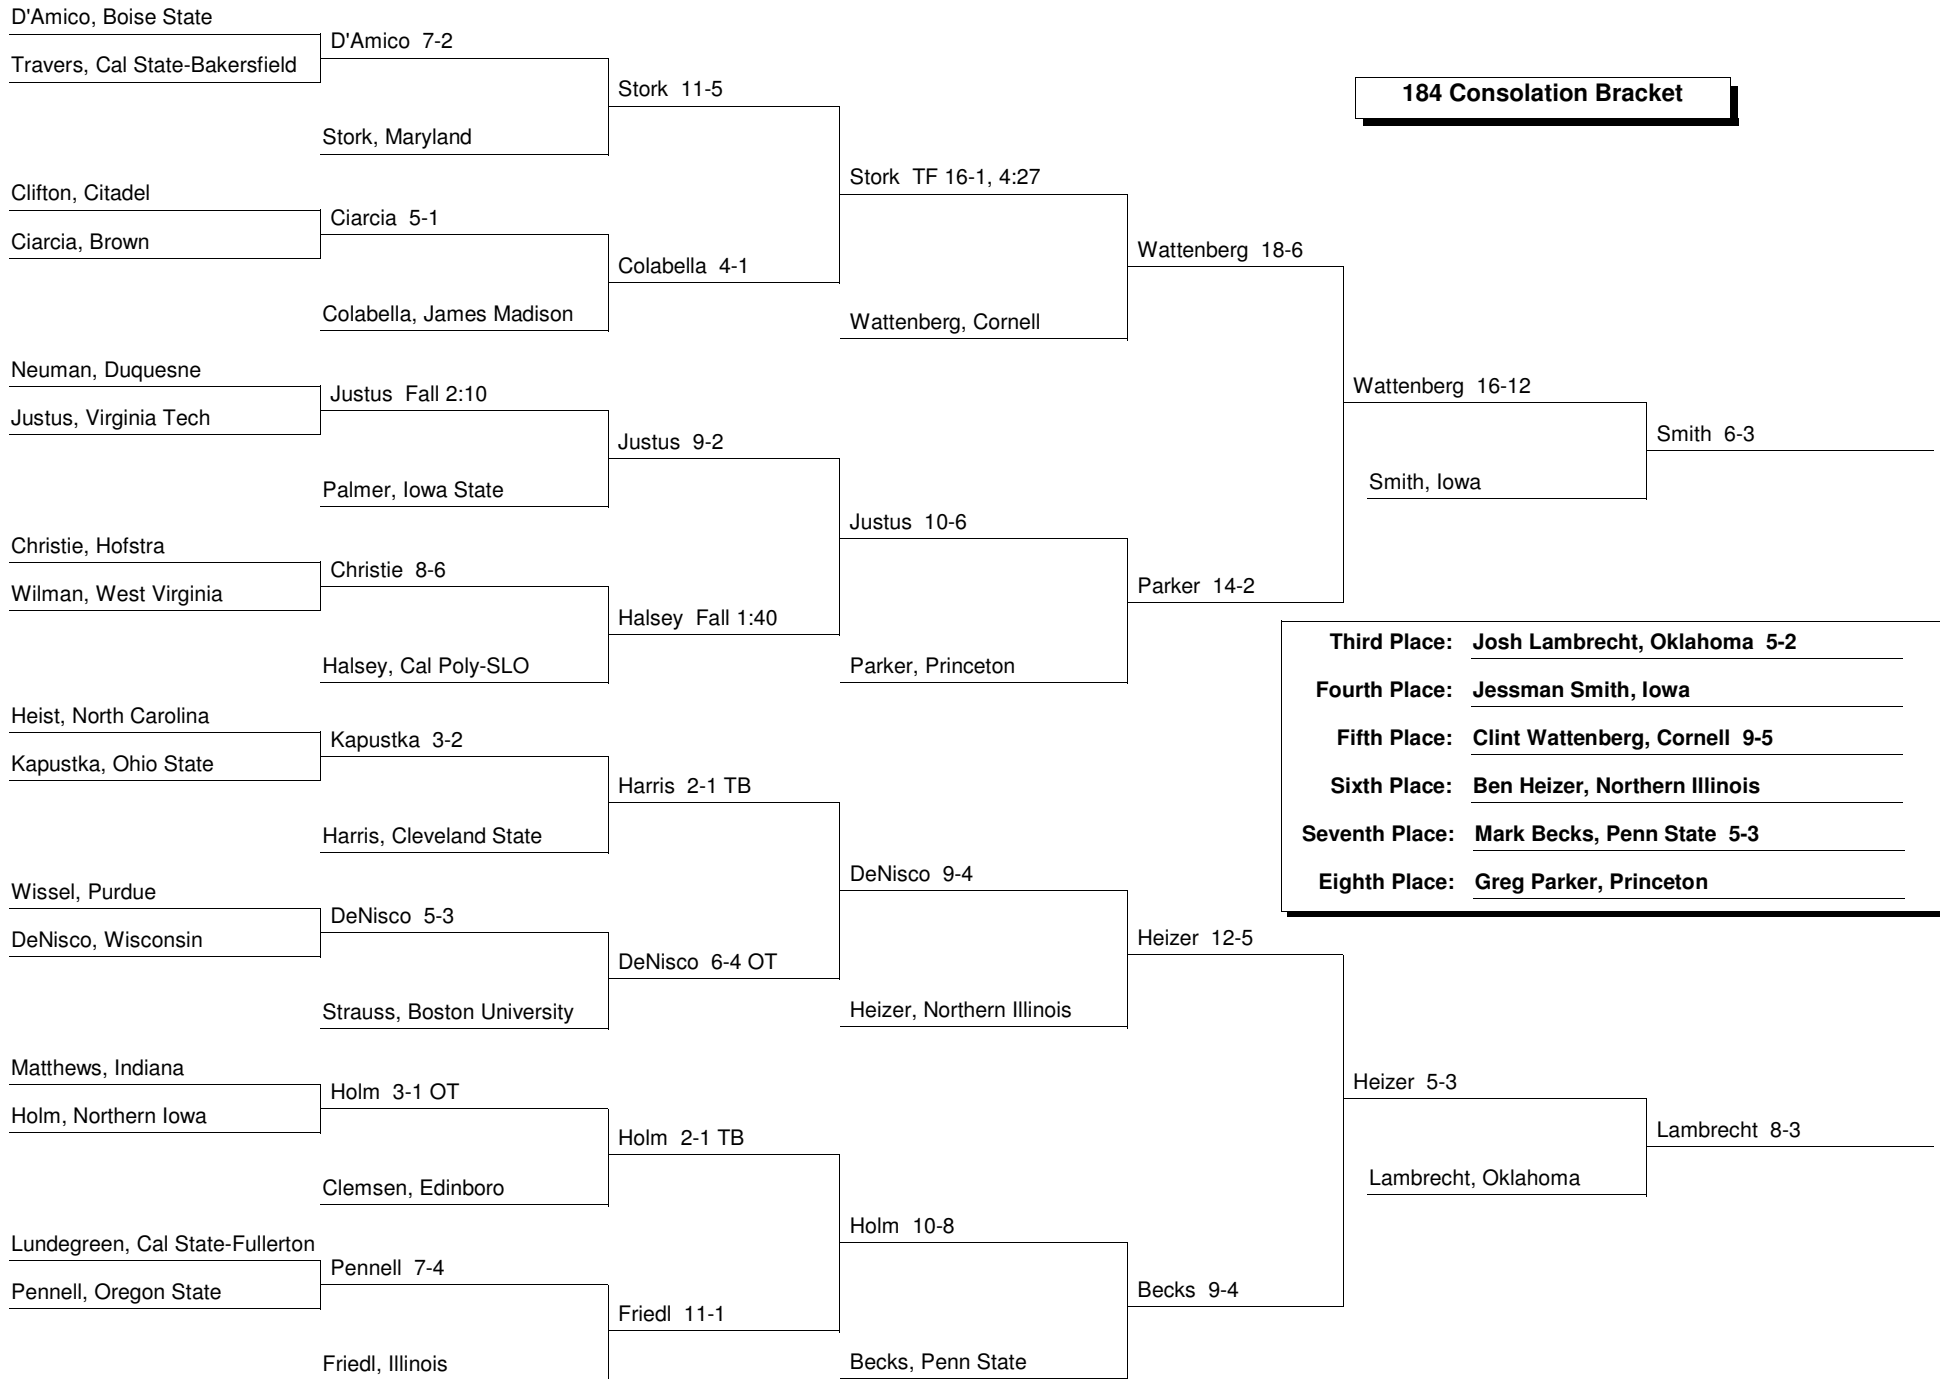 D'Amico, Boise State
Travers, Cal State-Bakersfield
Clifton, Citadel
Ciarcia, Brown
Neuman, Duquesne
Justus, Virginia Tech
Christie, Hofstra
Wilman, West Virginia
Heist, North Carolina
Kapustka, Ohio State
Wissel, Purdue
DeNisco, Wisconsin
Matthews, Indiana
Holm, Northern Iowa
Lundegreen, Cal State-Fullerton
Pennell, Oregon State
D'Amico 7-2
Stork, Maryland
Ciarcia 5-1
Colabella, James Madison
Justus Fall 2:10
Palmer, Iowa State
Christie 8-6
Halsey, Cal Poly-SLO
Kapustka 3-2
Harris, Cleveland State
DeNisco 5-3
Strauss, Boston University
Holm 3-1 OT
Clemsen, Edinboro
Pennell 7-4
Friedl, Illinois
Stork 11-5
Colabella 4-1
Justus 9-2
Halsey Fall 1:40
Harris 2-1 TB
DeNisco 6-4 OT
Holm 2-1 TB
Friedl 11-1
Stork TF 16-1, 4:27
Wattenberg, Cornell
Justus 10-6
Parker, Princeton
DeNisco 9-4
Heizer, Northern Illinois
Holm 10-8
Becks, Penn State
Wattenberg 18-6
Parker 14-2
Heizer 12-5
Becks 9-4
Wattenberg 16-12
Smith, Iowa
Heizer 5-3
Lambrecht, Oklahoma
Smith 6-3
Lambrecht 8-3
184 Consolation Bracket
Third Place: Josh Lambrecht, Oklahoma 5-2
Fourth Place: Jessman Smith, Iowa
Fifth Place: Clint Wattenberg, Cornell 9-5
Sixth Place: Ben Heizer, Northern Illinois
Seventh Place: Mark Becks, Penn State 5-3
Eighth Place: Greg Parker, Princeton